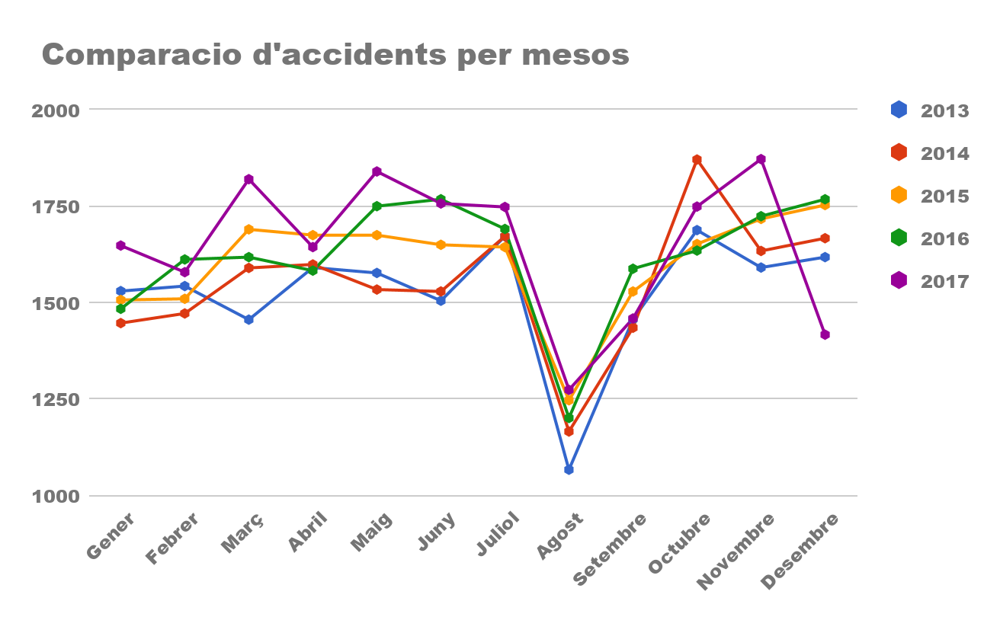 Comparacio d'accidents per mesos
2000
1750
1500
1250
1000
Gener
Febrer
Març
Abril
Maig
Juny
Juliol
Agost
Setembre
Octubre
Novembre
Desembre
2013
2014
2015
2016
2017